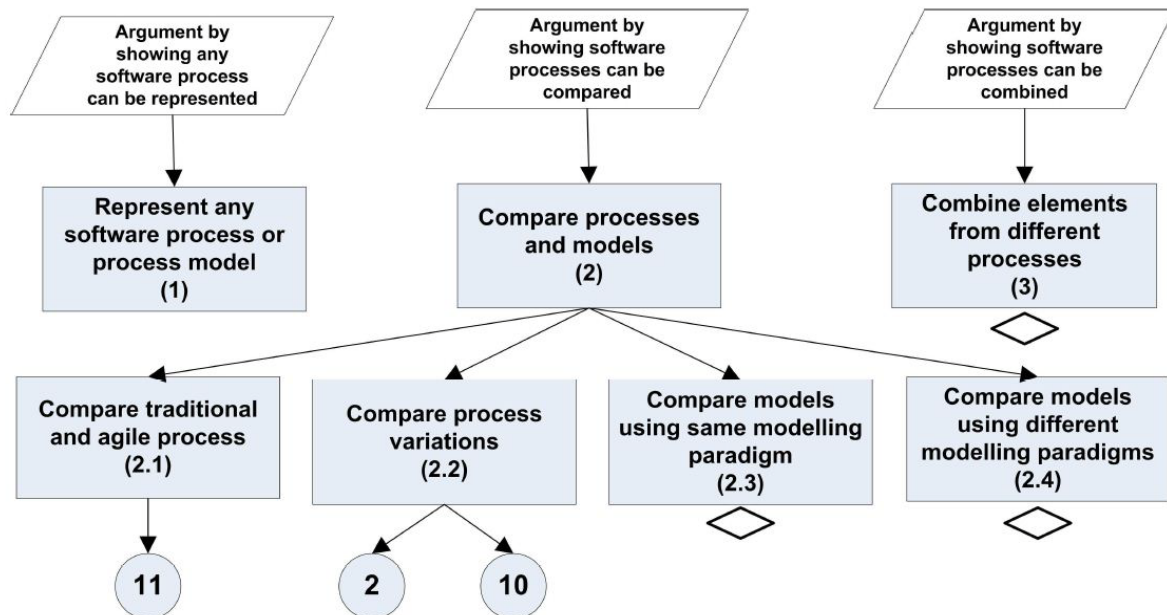 Argument by
showing any
software process
can be represented
Argument by
showing software
processes can be
compared
Argument by
showing software
processes can be
combined
Represent any
software process or
process model
(1)
Compare processes
and models
(2)
Combine elements
from different
processes
(3)
Compare traditional
and agile process
(2.1)
Compare process
variations
(2.2)
Compare models
using same modelling
paradigm
(2.3)
Compare models
using different
modelling paradigms
(2.4)
11
2
10